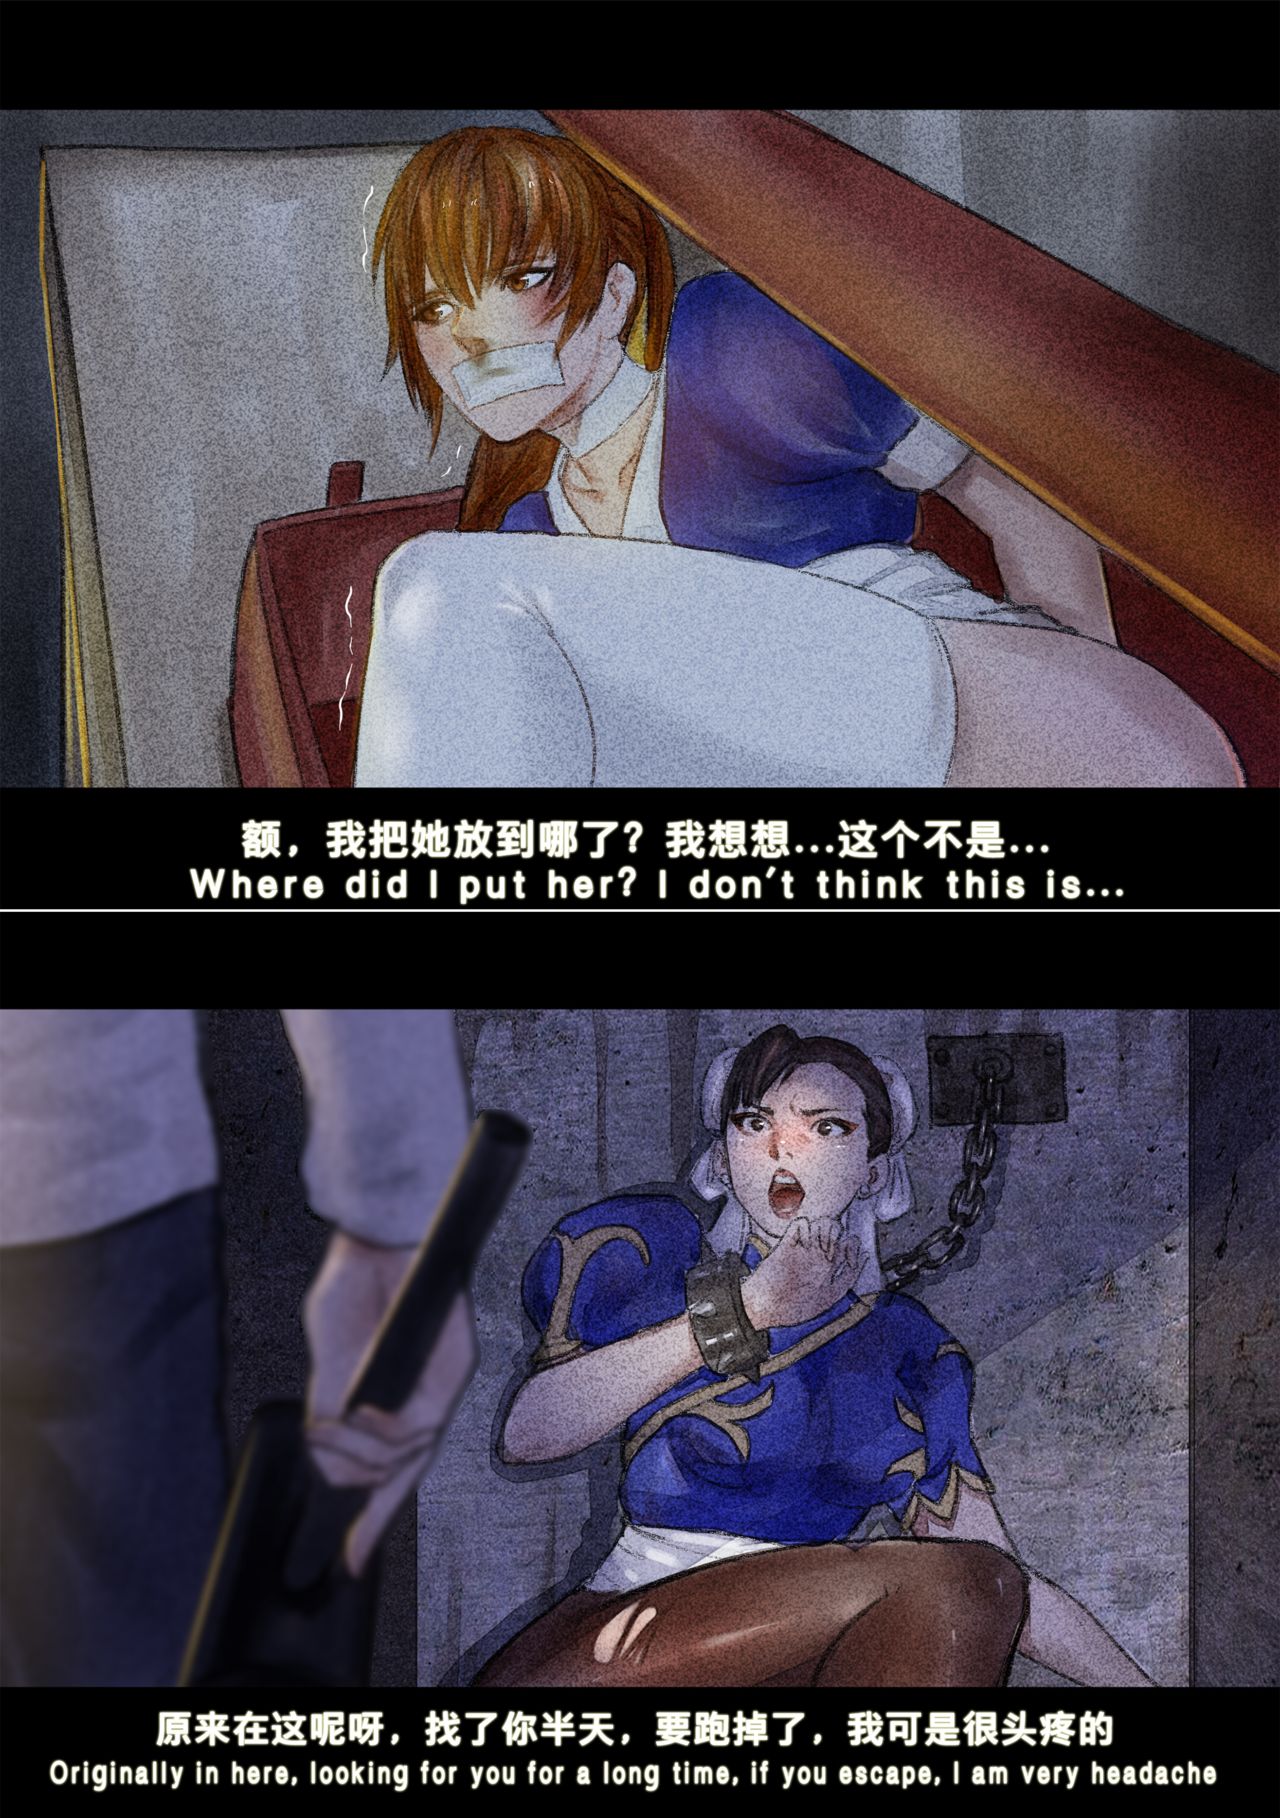 额，我把她放到哪了？我想想...这个不是...
Where did I put her? I don't think this is...
原来在这呢呀，找了你半天，要跑掉了，我可是很头疼的
Originally in here, looking for you for a long time, if you escape, I am very headache